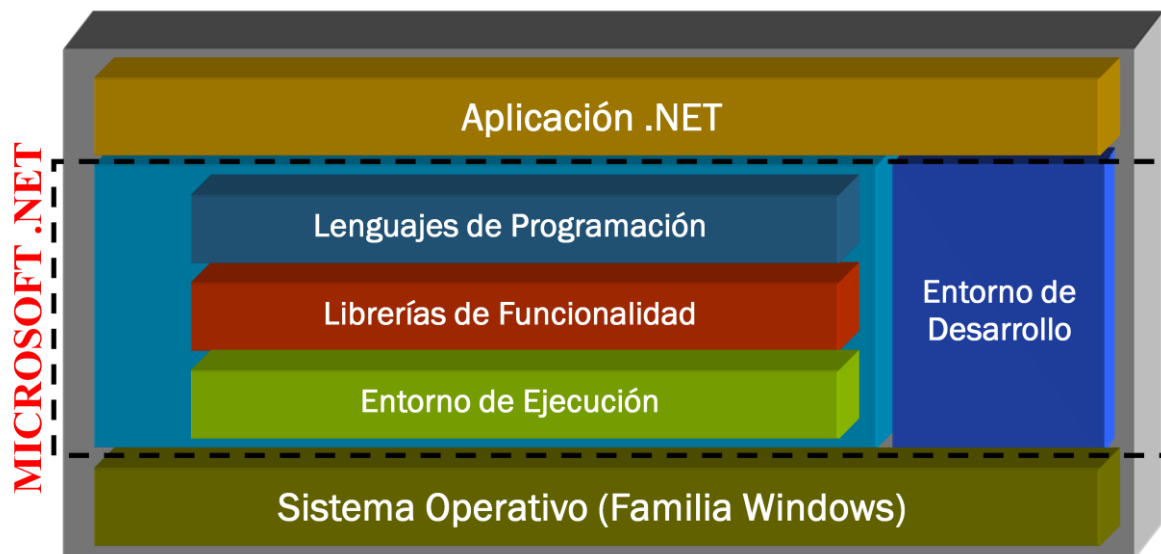 Aplicación .NET
MICROSOFT .NET
Lenguajes de Programación
Librerías de Funcionalidad
Entorno de Ejecución
Entorno de
Desarrollo
Sistema Operativo (Familia Windows)